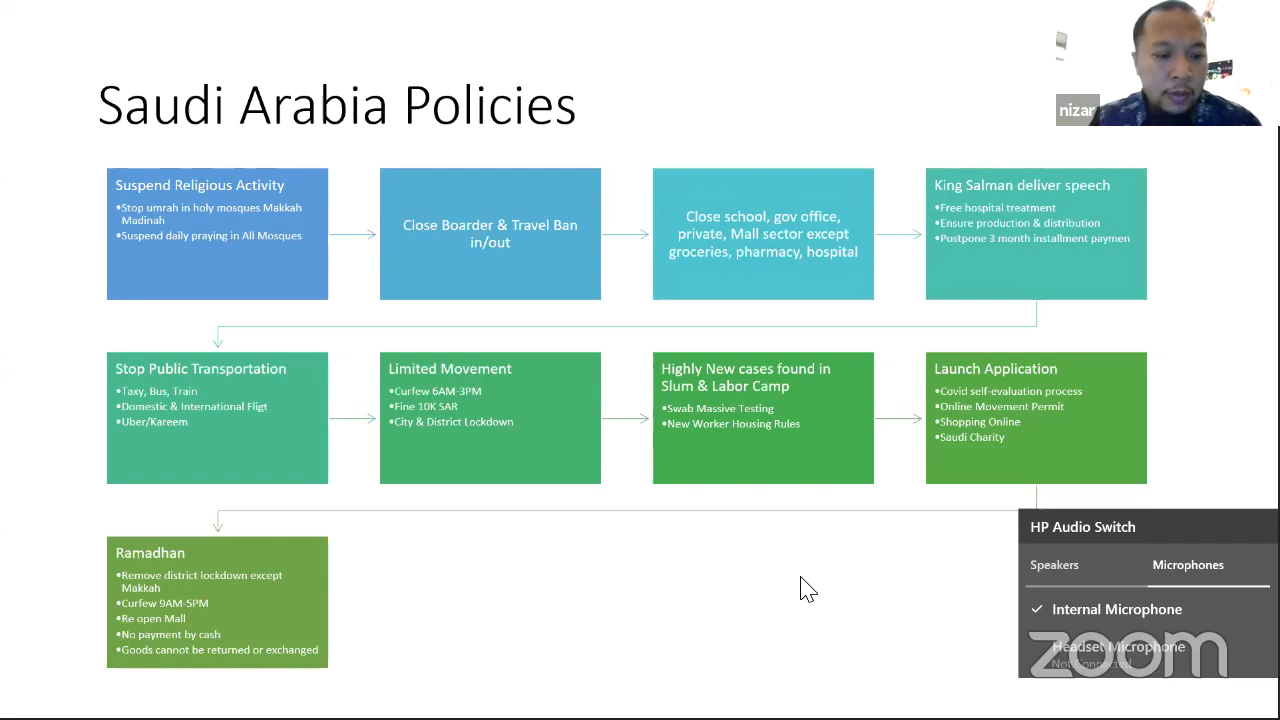 Saudi Arabia Policies
nizar
Suspend Religious Activity
•Stop umrah in holy mosques Makkah
Madinah
•Suspend daily praying in All Mosques
Close Boarder & Travel Ban
in/out
Close school, gov office,
private, Mall sector except
groceries, pharmacy, hospital
King Salman deliver speech
•Free hospital treatment
•Ensure production & distribution
•Postpone 3 month installment paymen
Stop Public Transportation
•Taxy, Bus, Train
•Domestic & International Fligt
•Uber/Kareem
Limited Movement
•Curfew 6AM-3PM
•Fine 10K SAR
•City & District Lockdown
Highly New cases found in
Slum & Labor Camp
•Swab Massive Testing
•New Worker Housing Rules
Launch Application
•Covid self-evaluation process
•Online Movement Permit
•Shopping Online
•Saudi Charity
Ramadhan
•Remove district lockdown except
Makkah
•Curfew 9AM-5PM
•Re open Mall
•No payment by cash
•Goods cannot be returned or exchanged
HP Audio Switch
Speakers
Microphones
Internal Microphone
Headset Microphone
Not Connected
zoom